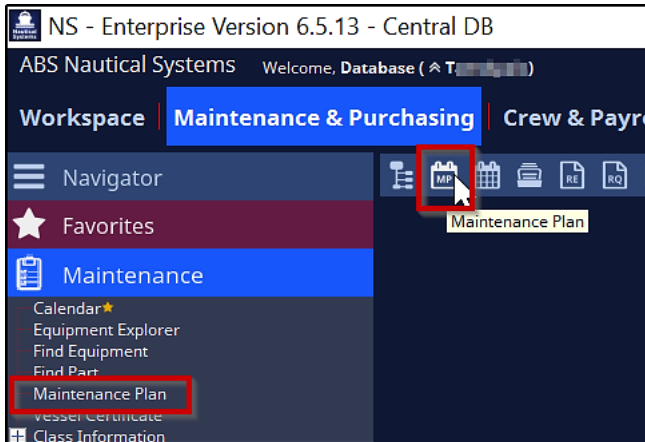 NS - Enterprise Version 6.5.13 - Central DB
ABS Nautical Systems Welcome, Database (
Workspace Maintenance & Purchasing Crew & Payro
Navigator
MP
RE
RQ
Favorites
Maintenance Plan
Maintenance
Calendar
Equipment Explorer
Find Equipment
Find Part
Maintenance Plan
Vessel Certificate
Class Information